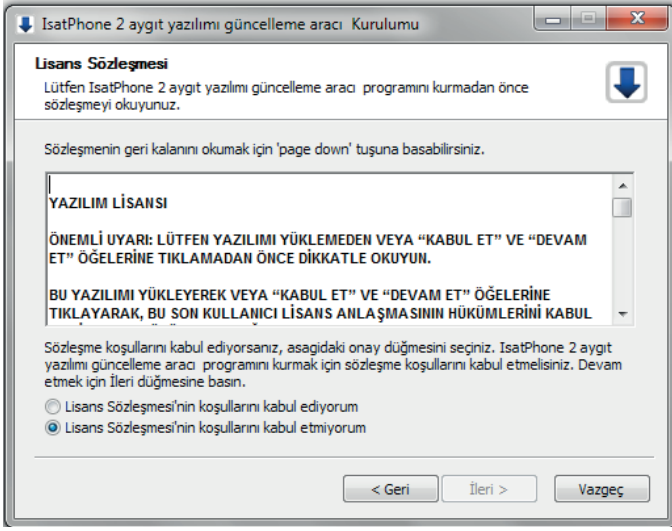 IsatPhone 2 aygıt yazılımı güncelleme aracı Kurulumu
Lisans Sözleşmesi
Lütfen IsatPhone 2 aygıt yazılımı güncelleme aracı programını kurmadan önce
sözleşmeyi okuyunuz.
Sözleşmenin geri kalanını okumak için 'page down' tuşuna basabilirsiniz.
YAZILIM LİSANSI
ÖNEMLİ UYARI: LÜTFEN YAZILIMI YÜKLEMEDEN VEYA “KABUL ET” VE “DEVAM
ET” ÖĞELERINE TIKLAMADAN ÖNCE DİKKATLE OKUYUN.
BU YAZILIMI YÜKLEYEREK VEYA “KABUL ET” VE “DEVAM ET” ÖĞELERİNE
TIKLAYARAK, BU SON KULLANICI LİSANS ANLAŞMASININ HÜKÜMLERİNİ KABUL
Sözleşme koşullarını kabul ediyorsanız, asagidaki onay düğmesini seçiniz. IsatPhone 2 aygıt
yazılımı güncelleme aracı programını kurmak için sözleşme koşullarını kabul etmelisiniz. Devam
etmek için İleri düğmesine basın.
Lisans Sözleşmesi'nin koşullarını kabul ediyorum
Lisans Sözleşmesi'nin koşullarını kabul etmiyorum
< Geri
İleri >
Vazgeç